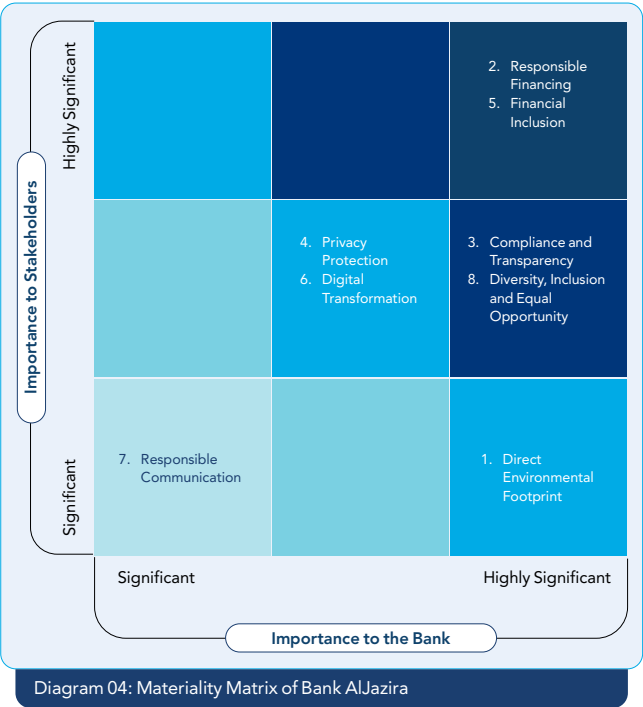 Highly Significant
2. Responsible
Financing
5. Financial
Inclusion
Importance to Stakeholders
4. Privacy
Protection
6. Digital
Transformation
3. Compliance and
Transparency
8. Diversity, Inclusion
and Equal
Opportunity
Significant
7. Responsible
Communication
1. Direct
Environmental
Footprint
Significant
Highly Significant
Importance to the Bank
Diagram 04: Materiality Matrix of Bank AlJazira